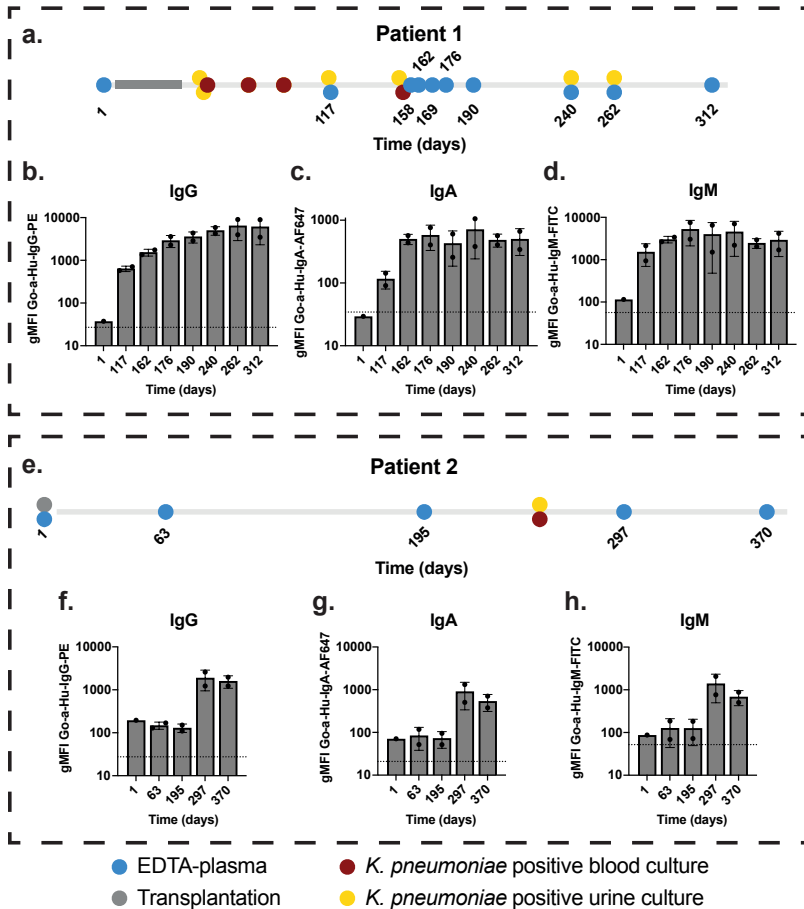 a.
Patient 1
162 176
1 117 158 169 190 240 262 312
Time (days)
b. IgG
gMFI Go-a-Hu-IgG-PE
10000
1000
100
10
1 117 162 176 190 240 262 312
Time (days)
c. IgA
gMFI Go-a-Hu-IgA-AF647
1000
100
10
1 117 162 176 190 240 262 312
Time (days)
d. IgM
gMFI Go-a-Hu-IgM-FITC
10000
1000
100
10
1 117 162 176 190 240 262 312
Time (days)
e.
Patient 2
1 63 195 297 370
Time (days)
f. IgG
gMFI Go-a-Hu-IgG-PE
10000
1000
100
10
1 63 195 297 370
Time (days)
g. IgA
gMFI Go-a-Hu-IgA-AF647
10000
1000
100
10
1 63 195 297 370
Time (days)
h. IgM
gMFI Go-a-Hu-IgM-FITC
10000
1000
100
10
1 63 195 297 370
Time (days)
EDTA-plasma
K. pneumoniae positive blood culture
Transplantation
K. pneumoniae positive urine culture